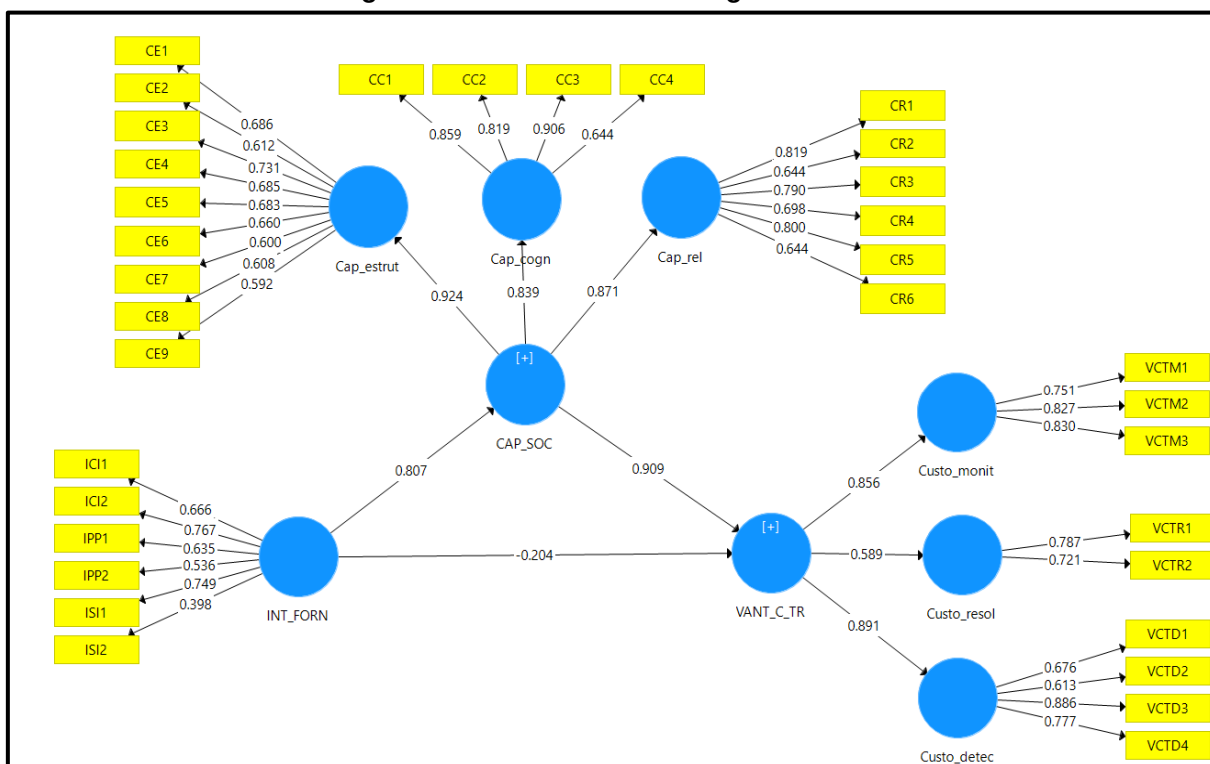 CE1
CE2
CE3
CE4
CE5
CE6
CE7
CE8
CE9
0.686
0.612
0.731
0.685
0.683
0.660
0.600
0.608
0.592
Cap_estrut
CC1
CC2
CC3
CC4
0.859
0.819
0.906
0.644
Cap_cogn
CR1
CR2
CR3
CR4
CR5
CR6
0.819
0.644
0.790
0.698
0.800
0.644
Cap_rel
0.924
0.839
0.871
[+]
CAP_SOC
0.807
0.909
ICI1
ICI2
IPP1
IPP2
ISI1
ISI2
0.666
0.767
0.635
0.536
0.749
0.398
INT_FORN
-0.204
[+]
VANT_C_TR
0.856
0.589
0.891
Custo_monit
0.751
0.827
0.830
VCTM1
VCTM2
VCTM3
Custo_resol
0.787
0.721
VCTR1
VCTR2
Custo_detec
0.676
0.613
0.886
0.777
VCTD1
VCTD2
VCTD3
VCTD4